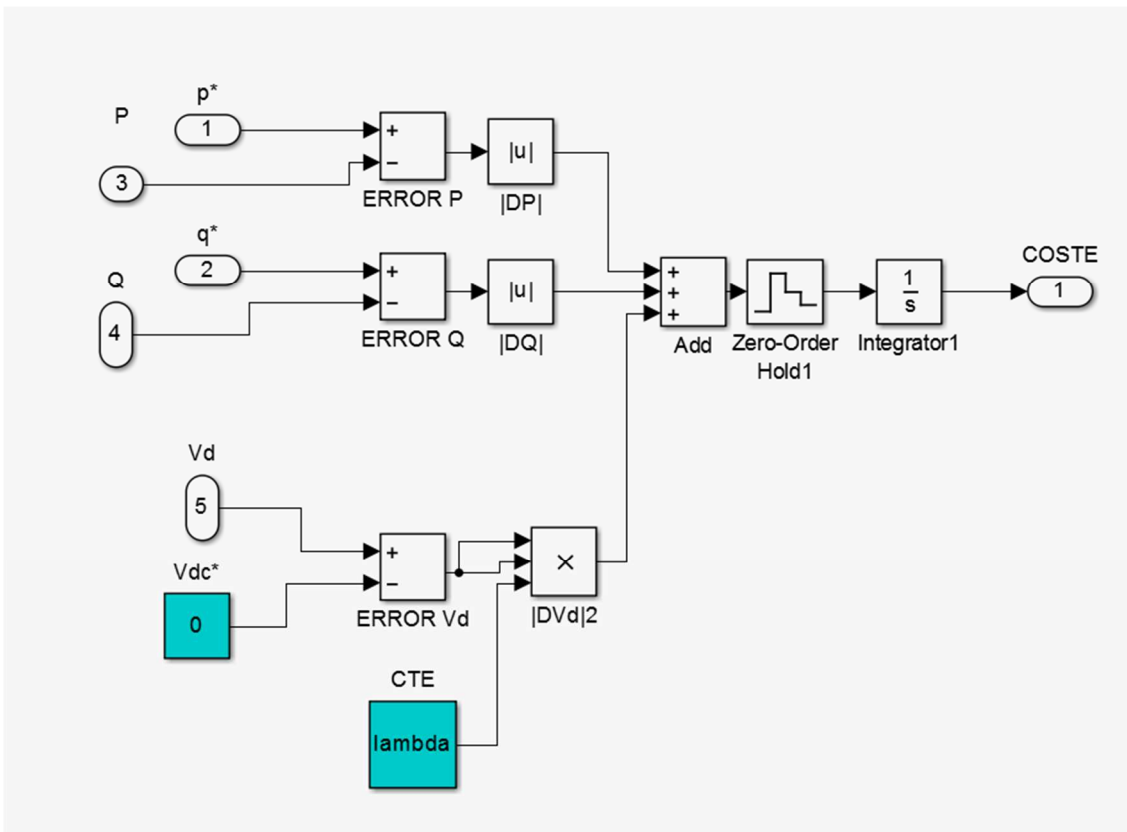 p*
P
1
+
|u|
3
−
ERROR P
|DP|
q*
2
+
Q
−
|u|
4
ERROR Q
|DQ|
+
+
+
Add
Zero-Order
Hold1
1
s
Integrator1
COSTE
1
Vd
5
+
−
Vdc*
ERROR Vd
×
|DVd|2
0
CTE
lambda